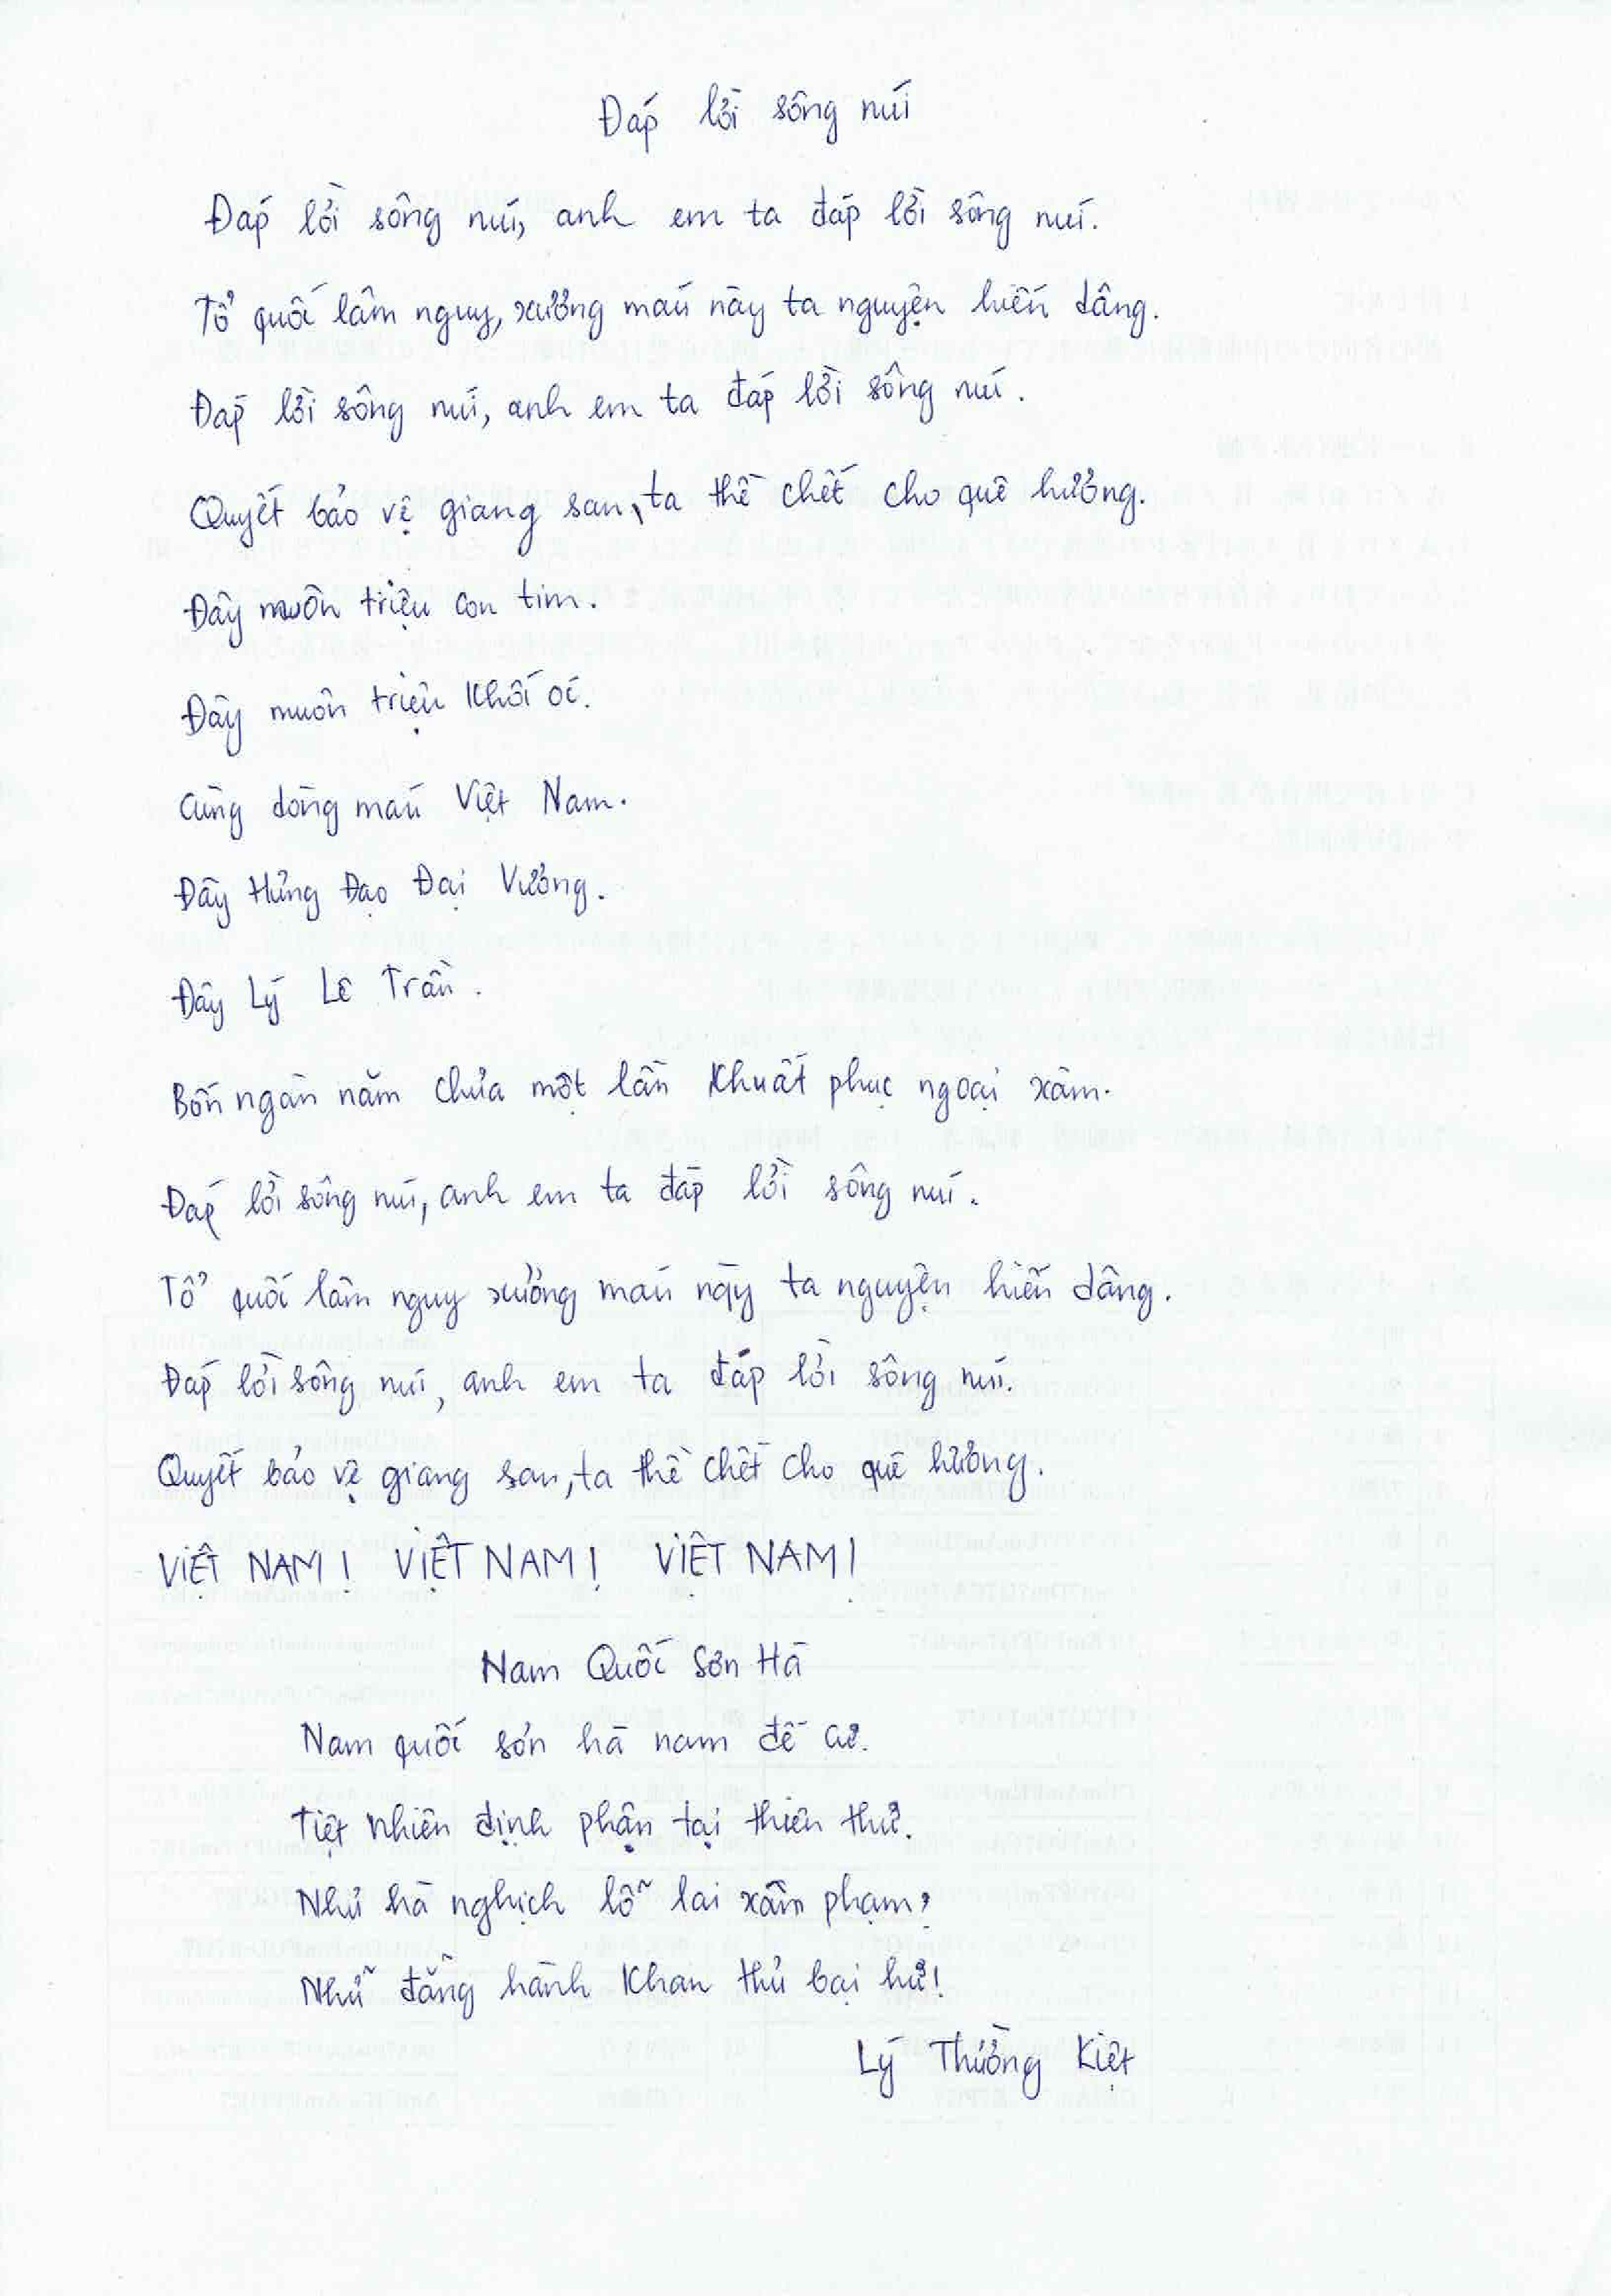 Đáp lời sông núi
Đáp lời sông núi, anh em ta đáp lời sông núi.
Tổ quốc lâm nguy, xương máu này ta nguyện hiến dâng.
Đáp lời sông núi, anh em ta đáp lời sông núi.
Quyết bảo vệ giang san, ta thề chết cho quê hương.
Đây muôn triệu con tim.
Đây muôn triệu khối óc.
Cùng dòng máu Việt Nam.
Đây Hưng Đạo Đại Vương.
Đây Lý Lê Trần.
Bốn ngàn năm chưa một lần khuất phục ngoại xâm.
Đáp lời sông núi, anh em ta đáp lời sông núi.
Tổ quốc lâm nguy xương máu này ta nguyện hiến dâng.
Đáp lời sông núi, anh em ta đáp lời sông núi.
Quyết bảo vệ giang san, ta thề chết cho quê hương.
VIỆT NAM! VIỆT NAM! VIỆT NAM!
Nam Quốc Sơn Hà
Nam quốc sơn hà nam đế cư.
Tiệt nhiên định phận tại thiên thư.
Như hà nghịch lỗ lai xâm phạm?
Nhữ đẳng hành khan thủ bại hư!
Lý Thường Kiệt